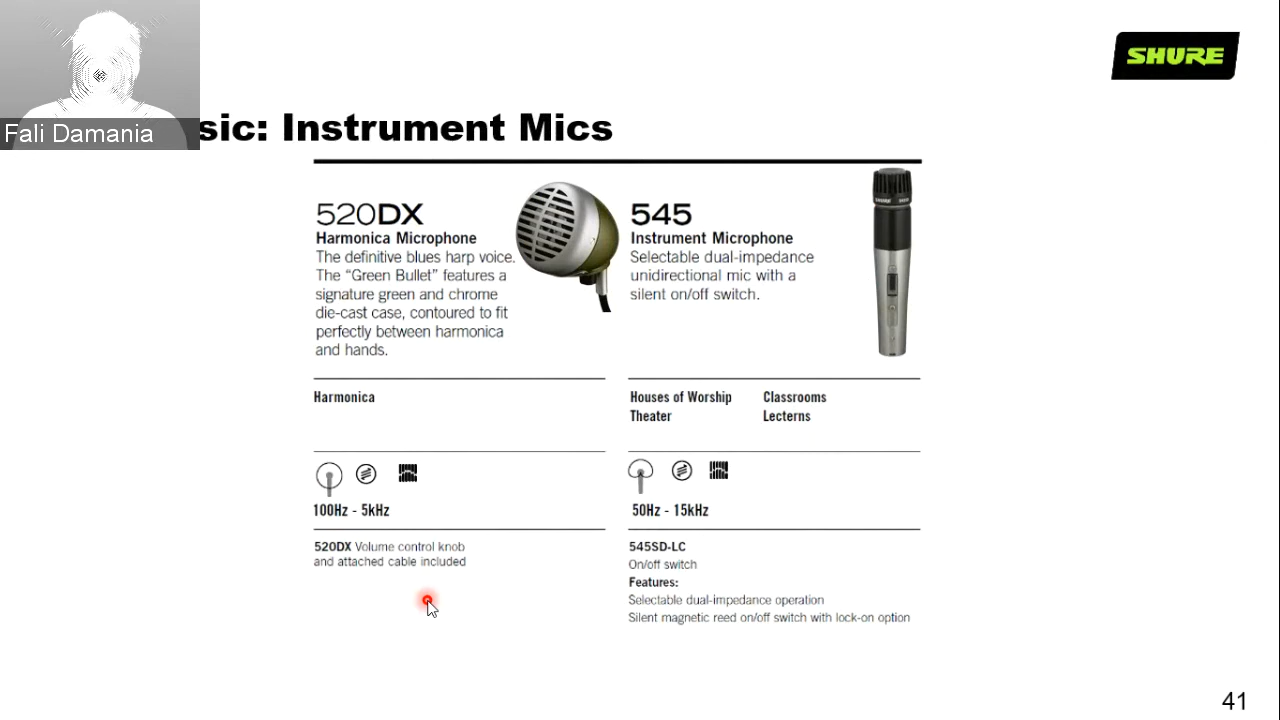 SHURE
Fali Damania
sic: Instrument Mics
520DX
Harmonica Microphone
The definitive blues harp voice.
The “Green Bullet” features a
signature green and chrome
die-cast case, contoured to fit
perfectly between harmonica
and hands.
Harmonica
100Hz - 5kHz
520DX Volume control knob
and attached cable included
545
Instrument Microphone
Selectable dual-impedance
unidirectional mic with a
silent on/off switch.
Houses of Worship Classrooms
Theater Lecterns
50Hz - 15kHz
545SD-LC
On/off switch
Features:
Selectable dual-impedance operation
Silent magnetic reed on/off switch with lock-on option
41